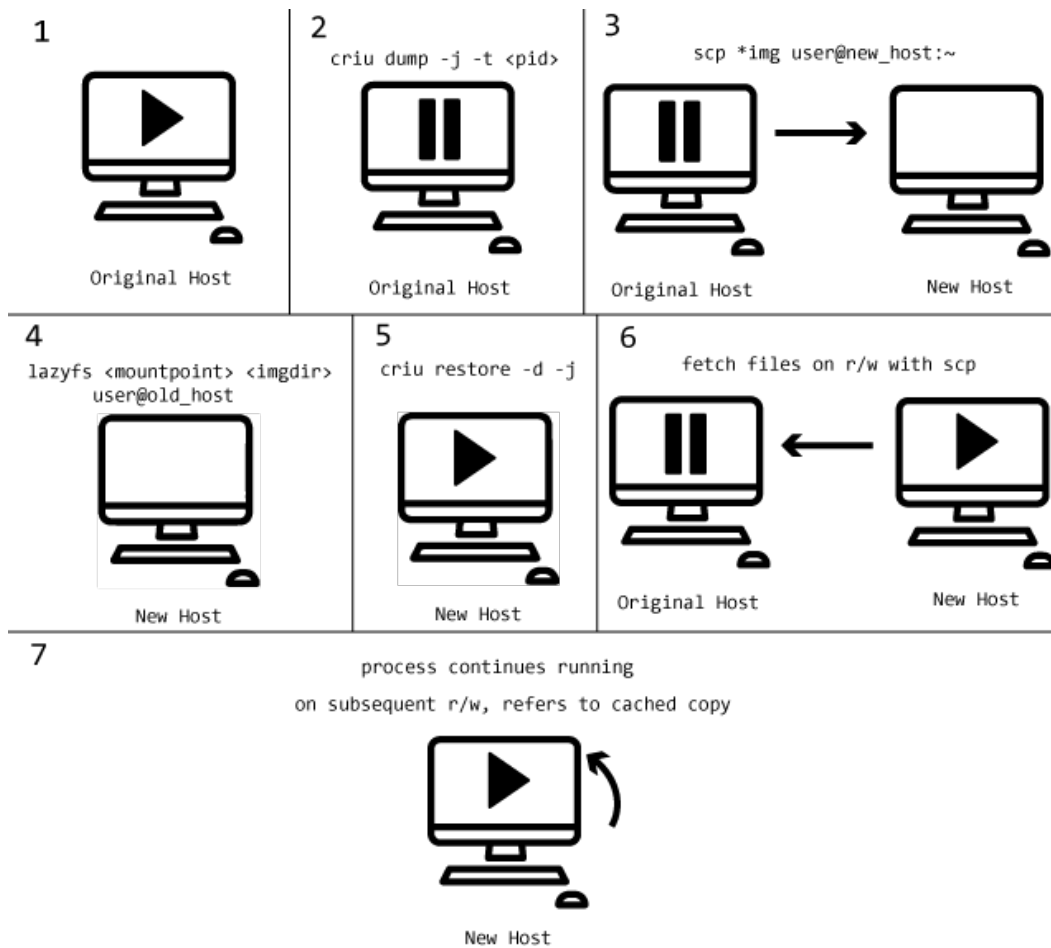 1
Original Host
2
criu dump -j -t <pid>
Original Host
3
scp *img user@new_host:~
Original Host
New Host
4
lazyfs <mountpoint> <imgdir>
user@old_host
New Host
5
criu restore -d -j
New Host
6
fetch files on r/w with scp
Original Host
New Host
7
process continues running
on subsequent r/w, refers to cached copy
New Host